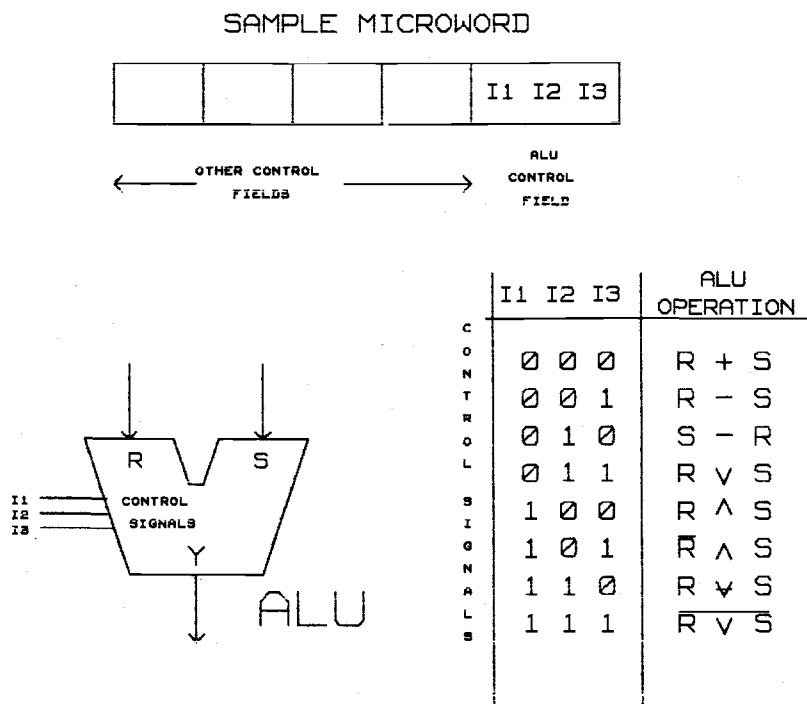 SAMPLE MICROWORD
I1 I2 I3
OTHER CONTROL
FIELDS
ALU
CONTROL
FIELD
I1 I2 I3 ALU
OPERATION
CONTROL SIGNALS
0 0 0 R + S
0 0 1 R - S
0 1 0 S - R
0 1 1 R ∨ S
1 0 0 R ∧ S
1 0 1 R̅ ∧ S
1 1 0 R ⊻ S
1 1 1 R̅ ̅∨̅ ̅S̅
R S
I1
I2
I3
CONTROL
SIGNALS
Y
ALU